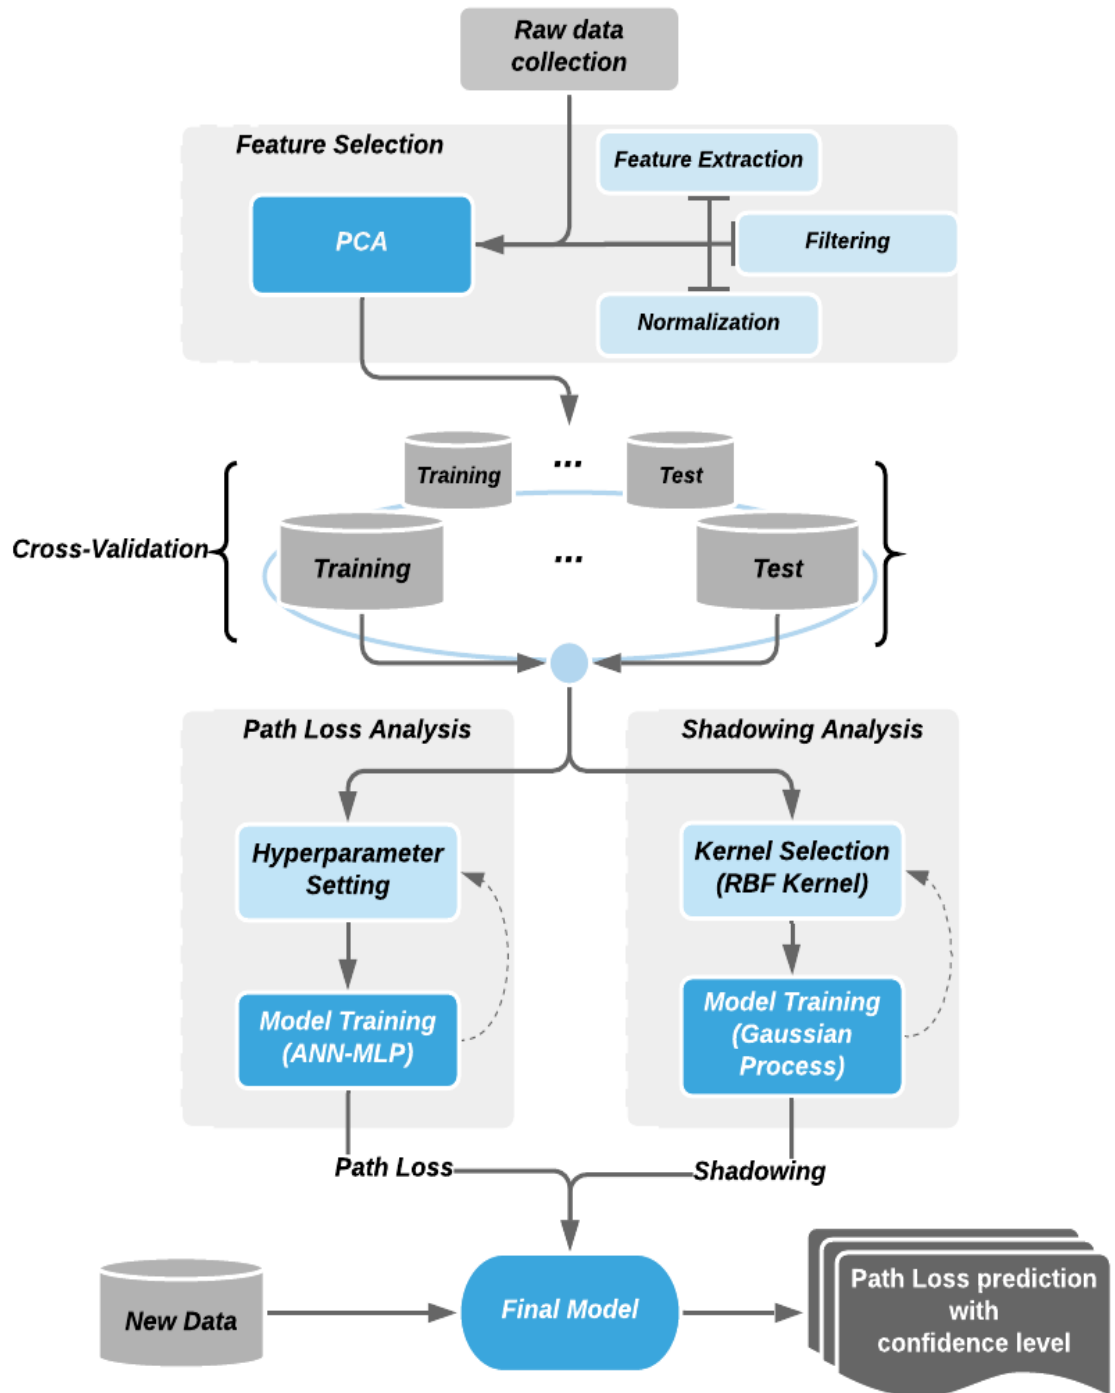 Raw data
collection
Feature Selection
Feature Extraction
PCA
Filtering
Normalization
Training
...
Test
Cross-Validation
Training
...
Test
Path Loss Analysis
Shadowing Analysis
Hyperparameter
Setting
Kernel Selection
(RBF Kernel)
Model Training
(ANN-MLP)
Model Training
(Gaussian
Process)
Path Loss
Shadowing
New Data
Final Model
Path Loss prediction
with
confidence level